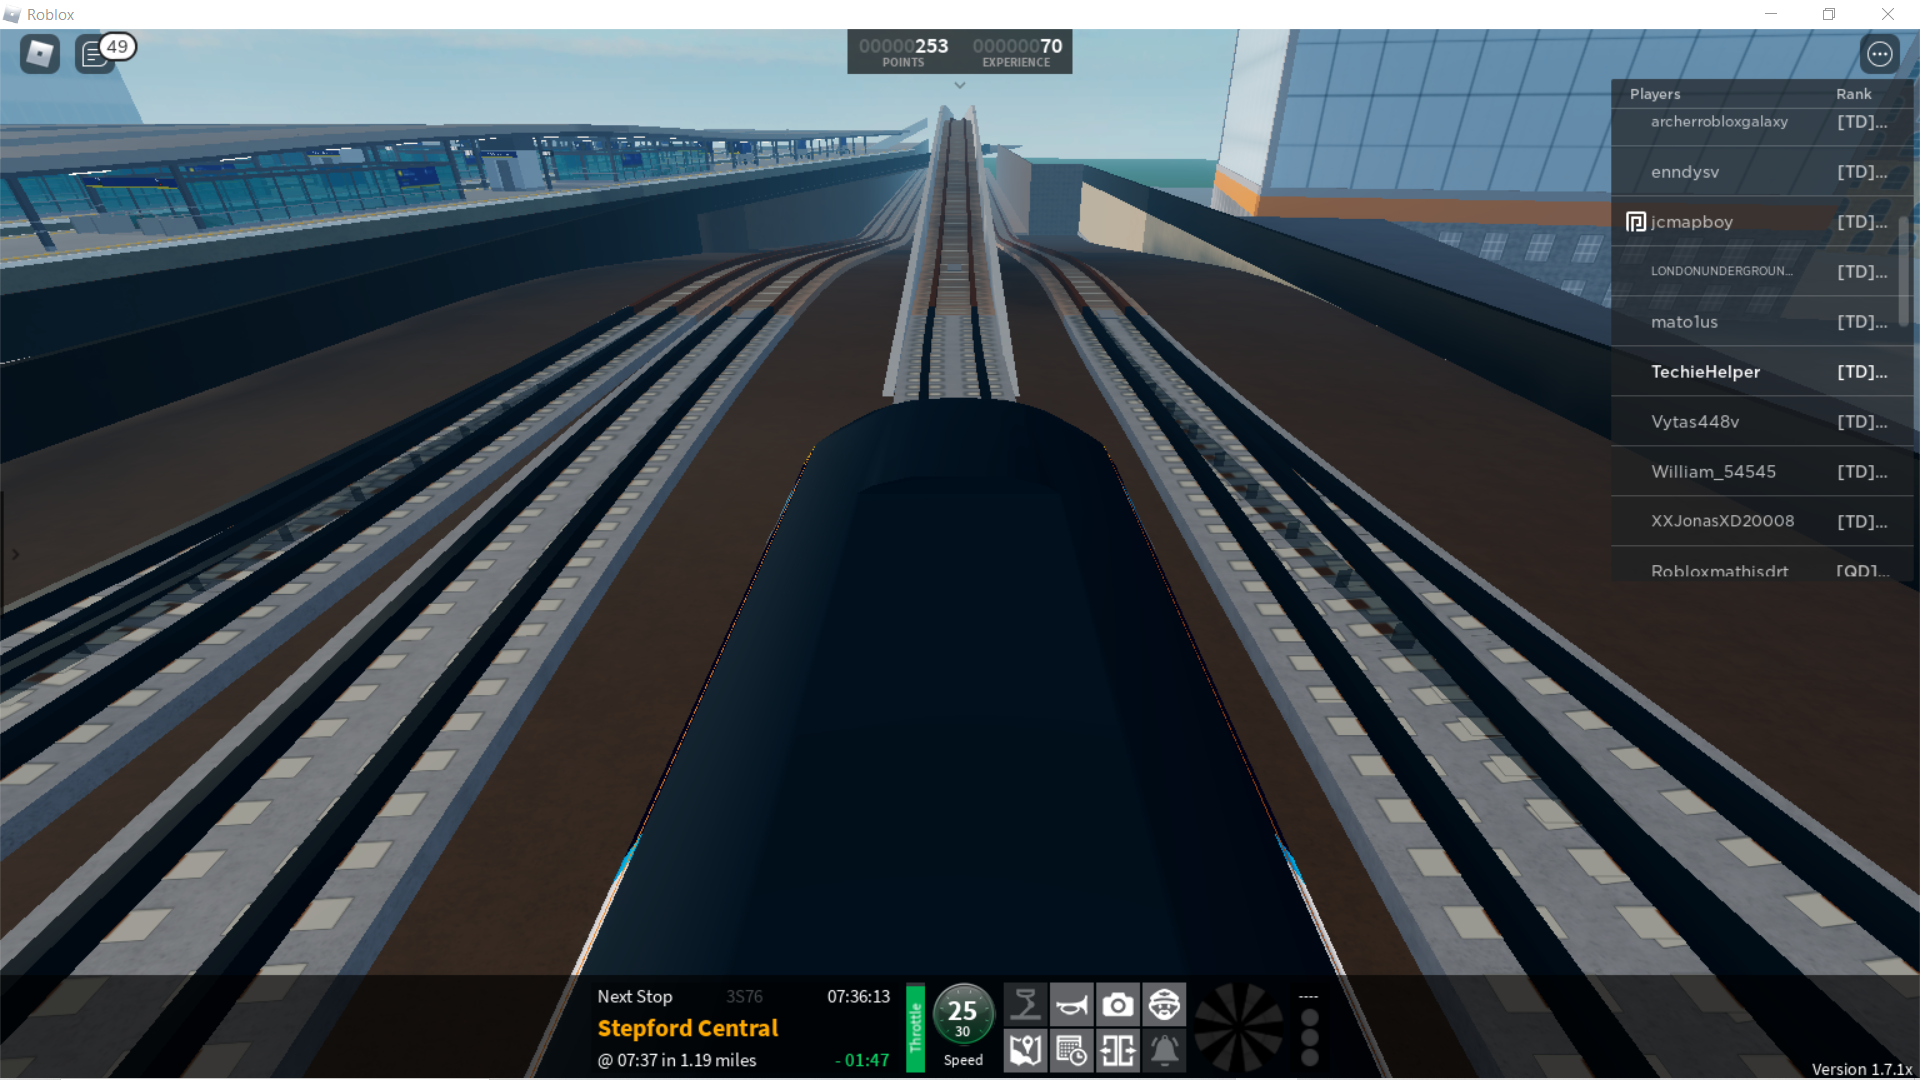 Roblox
49
00000253 000000070
POINTS EXPERIENCE
Players Rank
archerrobloxgalaxy [TD]...
enndysv [TD]...
jcmapboy [TD]...
LONDONUNDERGROUN... [TD]...
mato1us [TD]...
TechieHelper [TD]...
Vytas448v [TD]...
William_54545 [TD]...
XXJonasXD20008 [TD]...
Robloxmathisdrt [QD]...
Next Stop 3S76 07:36:13
Stepford Central
@ 07:37 in 1.19 miles - 01:47
Throttle
25
30
Speed
----
Version 1.7.1x